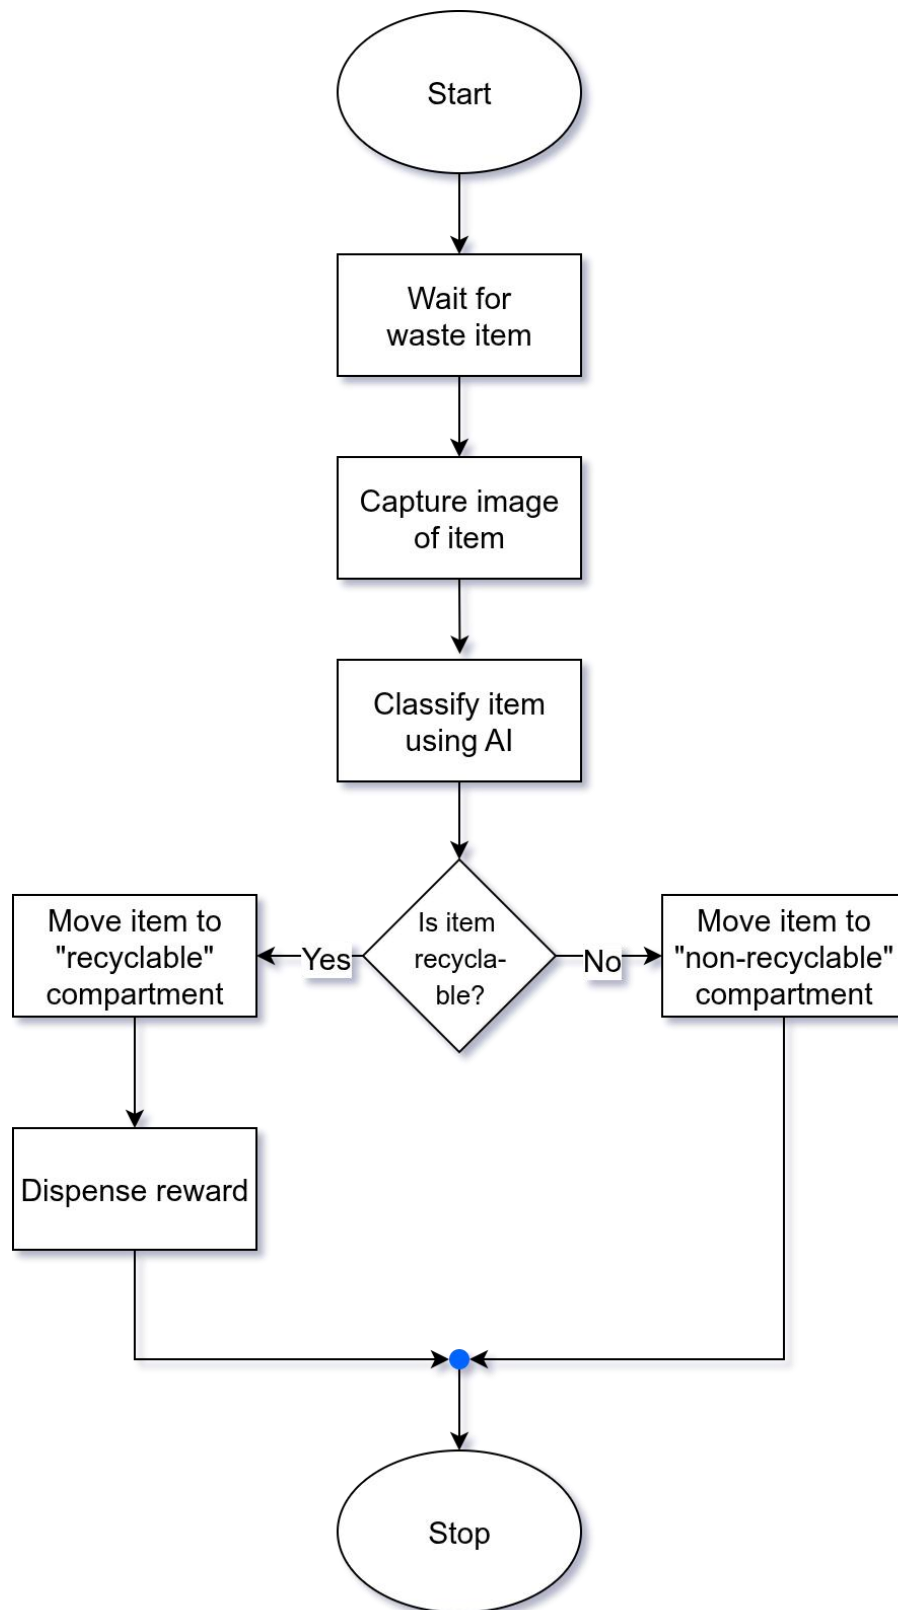 Start
Wait for
waste item
Capture image
of item
Classify item
using AI
Is item
recycla-
ble?
Yes
No
Move item to
"recyclable"
compartment
Move item to
"non-recyclable"
compartment
Dispense reward
Stop